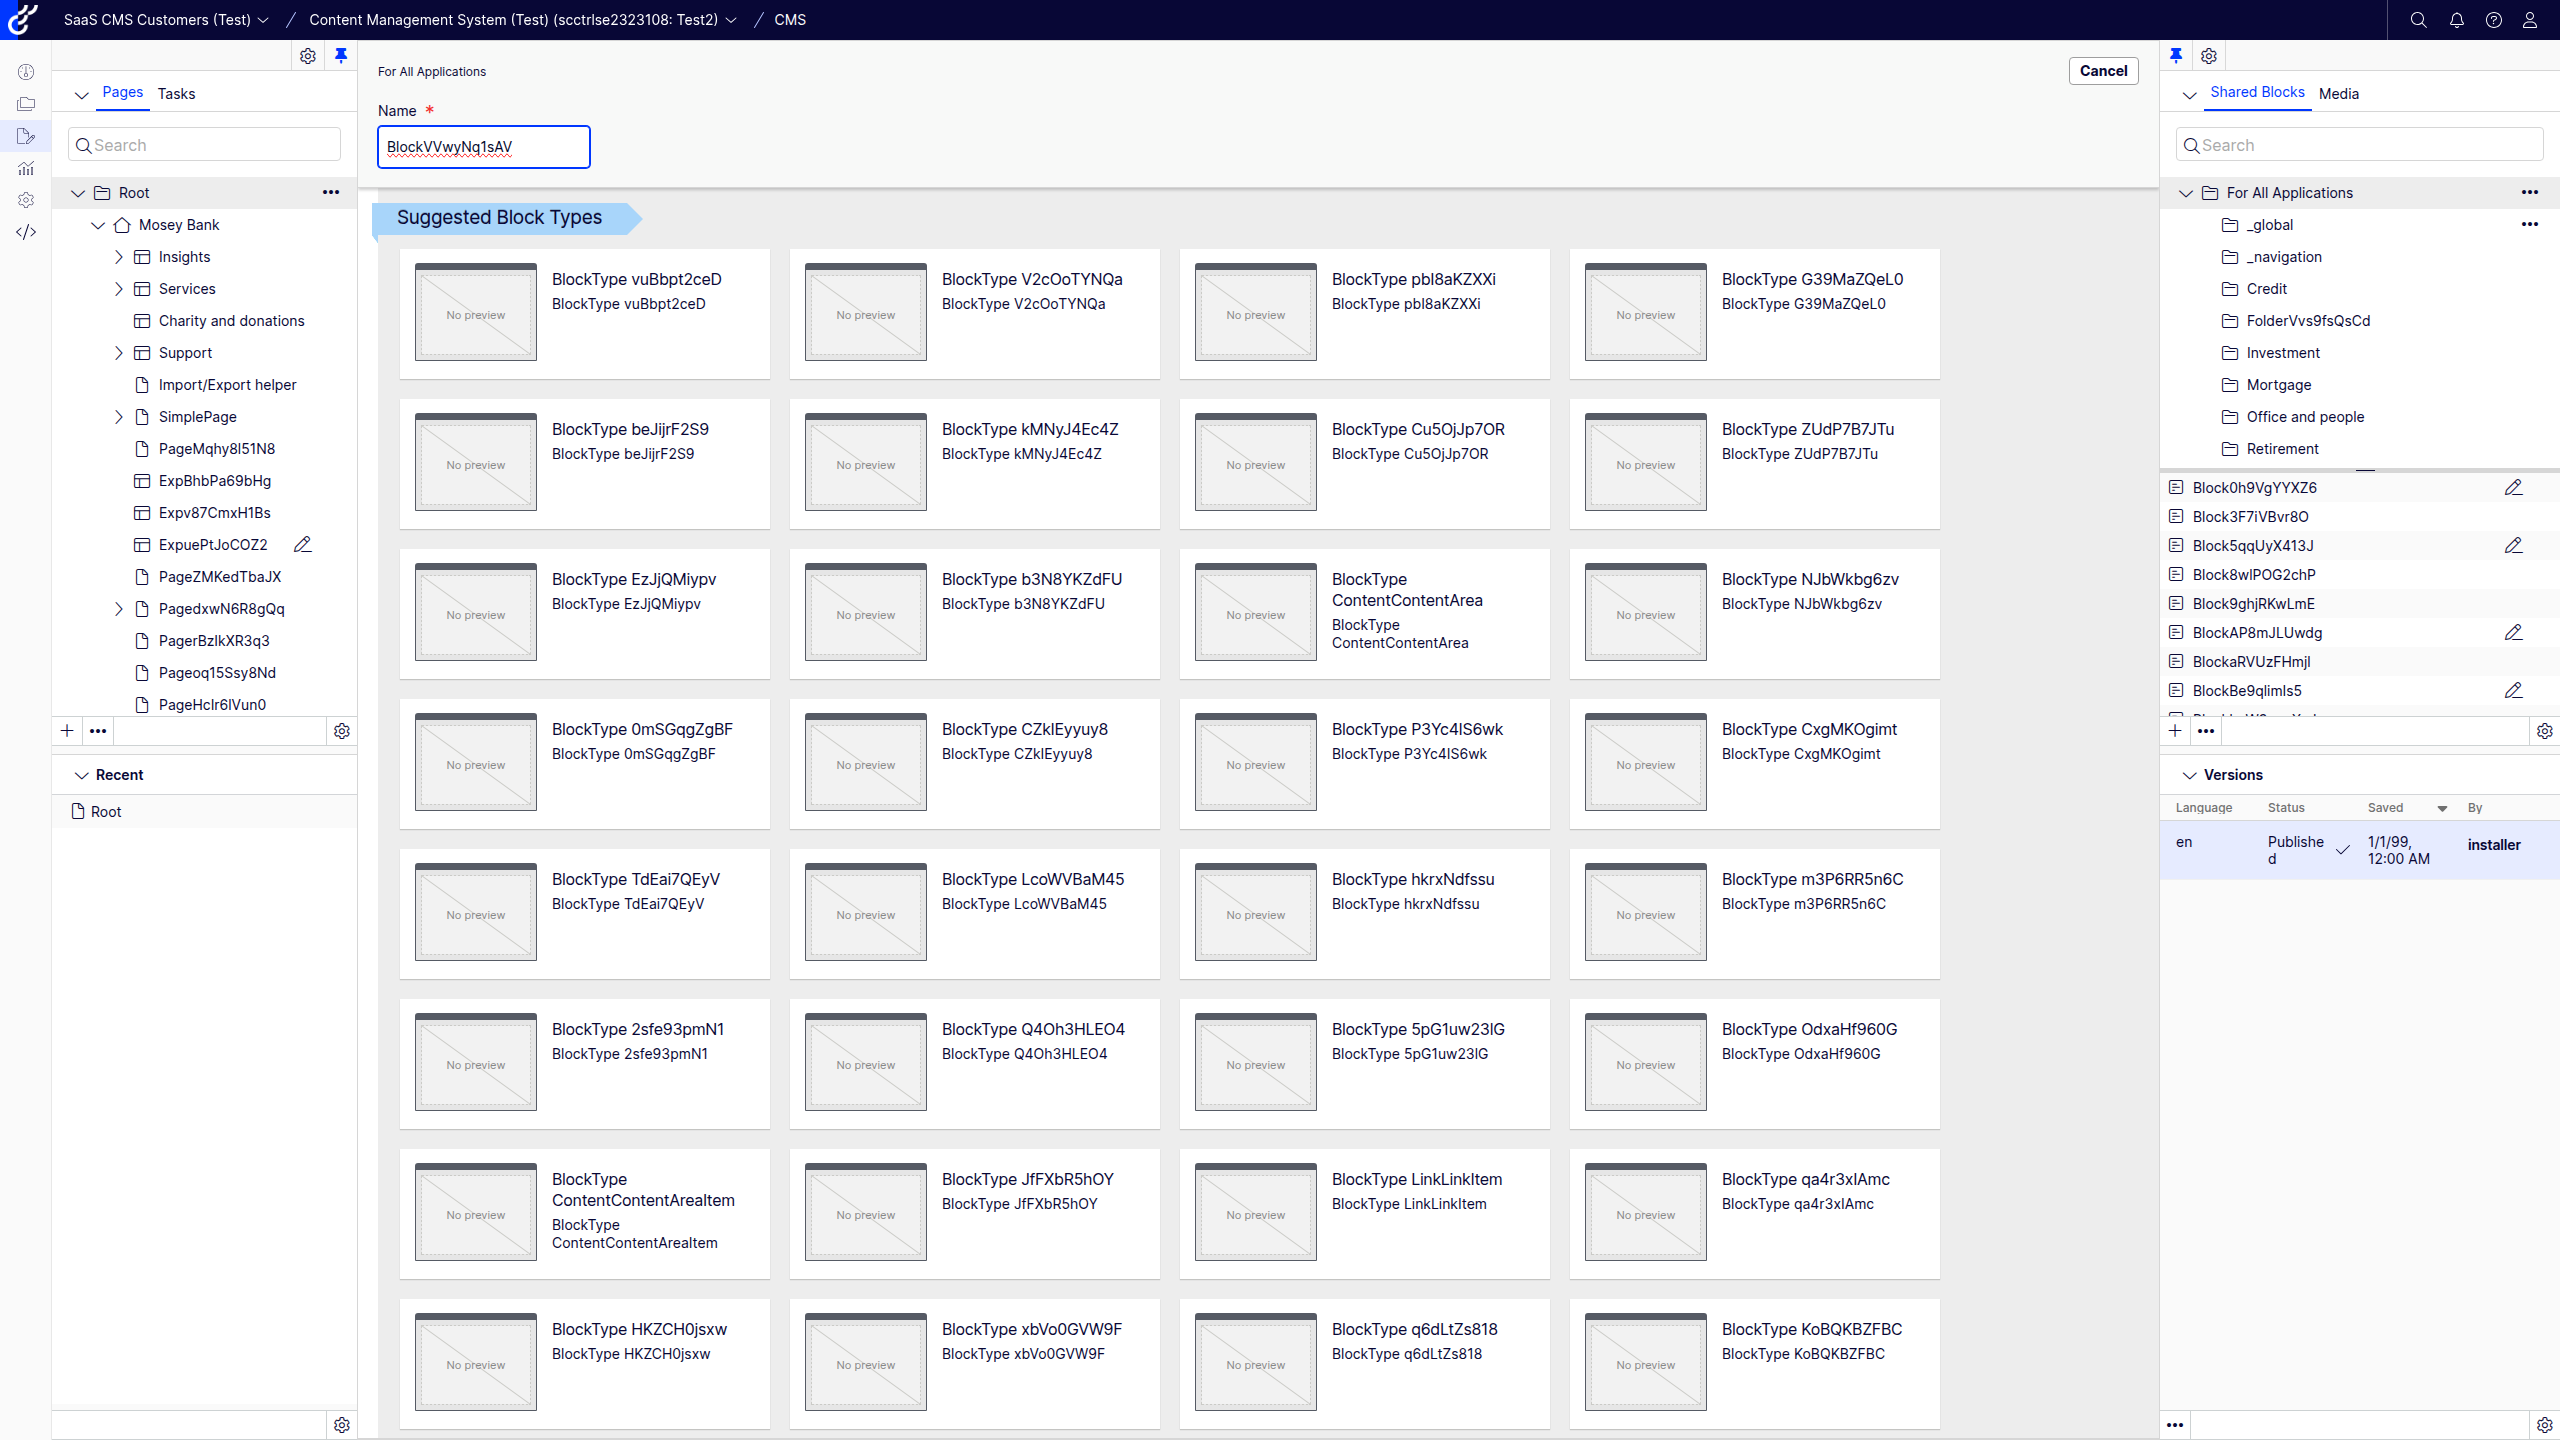 SaaS CMS Customers (Test)
Content Management System (Test) (scctrlse2323108: Test2)
CMS
Pages
Tasks
Search
Root
Mosey Bank
Insights
Services
Charity and donations
Support
Import/Export helper
SimplePage
PageMqhy8l51N8
ExpBhbPa69bHg
Expv87CmxH1Bs
ExpuePtJoCOZ2
PageZMKedTbaJX
PagedxwN6R8gQq
PagerBzlkXR3q3
Pageoq15Ssy8Nd
PageHclr6lVun0
Recent
Root
For All Applications
Cancel
Name *
BlockVVwyNq1sAV
Suggested Block Types
No preview
BlockType vuBbpt2ceD
BlockType vuBbpt2ceD
No preview
BlockType V2cOoTYNQa
BlockType V2cOoTYNQa
No preview
BlockType pbl8aKZXXi
BlockType pbl8aKZXXi
No preview
BlockType G39MaZQeL0
BlockType G39MaZQeL0
No preview
BlockType beJijrF2S9
BlockType beJijrF2S9
No preview
BlockType kMNyJ4Ec4Z
BlockType kMNyJ4Ec4Z
No preview
BlockType Cu5OjJp7OR
BlockType Cu5OjJp7OR
No preview
BlockType ZUdP7B7JTu
BlockType ZUdP7B7JTu
No preview
BlockType EzJjQMiypv
BlockType EzJjQMiypv
No preview
BlockType b3N8YKZdFU
BlockType b3N8YKZdFU
No preview
BlockType
ContentContentArea
BlockType
ContentContentArea
No preview
BlockType NJbWkbg6zv
BlockType NJbWkbg6zv
No preview
BlockType 0mSGqgZgBF
BlockType 0mSGqgZgBF
No preview
BlockType CZklEyyuy8
BlockType CZklEyyuy8
No preview
BlockType P3Yc4IS6wk
BlockType P3Yc4IS6wk
No preview
BlockType CxgMKOgimt
BlockType CxgMKOgimt
No preview
BlockType TdEai7QEyV
BlockType TdEai7QEyV
No preview
BlockType LcoWVBaM45
BlockType LcoWVBaM45
No preview
BlockType hkrxNdfssu
BlockType hkrxNdfssu
No preview
BlockType m3P6RR5n6C
BlockType m3P6RR5n6C
No preview
BlockType 2sfe93pmN1
BlockType 2sfe93pmN1
No preview
BlockType Q4Oh3HLEO4
BlockType Q4Oh3HLEO4
No preview
BlockType 5pG1uw23lG
BlockType 5pG1uw23lG
No preview
BlockType OdxaHf960G
BlockType OdxaHf960G
No preview
BlockType
ContentContentAreaItem
BlockType
ContentContentAreaItem
No preview
BlockType JfFXbR5hOY
BlockType JfFXbR5hOY
No preview
BlockType LinkLinkItem
BlockType LinkLinkItem
No preview
BlockType qa4r3xlAmc
BlockType qa4r3xlAmc
No preview
BlockType HKZCH0jsxw
BlockType HKZCH0jsxw
No preview
BlockType xbVo0GVW9F
BlockType xbVo0GVW9F
No preview
BlockType q6dLtZs818
BlockType q6dLtZs818
No preview
BlockType KoBQKBZFBC
BlockType KoBQKBZFBC
Shared Blocks
Media
Search
For All Applications
_global
_navigation
Credit
FolderVvs9fsQsCd
Investment
Mortgage
Office and people
Retirement
Block0h9VgYYXZ6
Block3F7iVBvr8O
Block5qqUyX413J
Block8wlPOG2chP
Block9ghjRKwLmE
BlockAP8mJLUwdg
BlockaRVUzFHmjl
BlockBe9qlimls5
Versions
Language Status Saved By
en Publishe
d 1/1/99,
12:00 AM installer